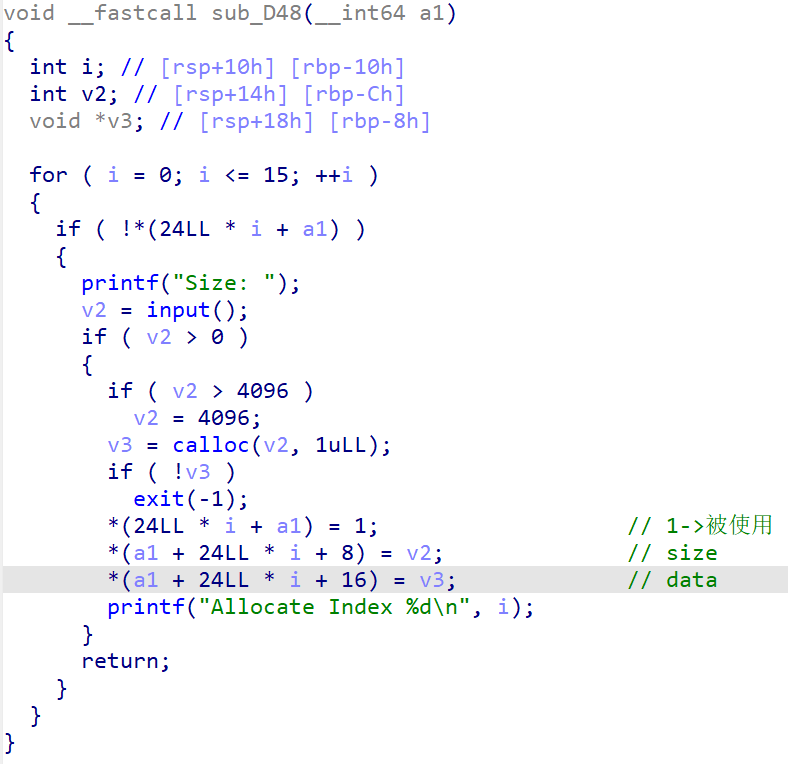 void __fastcall sub_D48(__int64 a1)
{
  int i; // [rsp+10h] [rbp-10h]
  int v2; // [rsp+14h] [rbp-Ch]
  void *v3; // [rsp+18h] [rbp-8h]

  for ( i = 0; i <= 15; ++i )
  {
    if ( !*(24LL * i + a1) )
    {
      printf("Size: ");
      v2 = input();
      if ( v2 > 0 )
      {
        if ( v2 > 4096 )
          v2 = 4096;
        v3 = calloc(v2, 1uLL);
        if ( !v3 )
          exit(-1);
        *(24LL * i + a1) = 1;                   // 1->被使用
        *(a1 + 24LL * i + 8) = v2;              // size
        *(a1 + 24LL * i + 16) = v3;             // data
        printf("Allocate Index %d\n", i);
      }
      return;
    }
  }
}